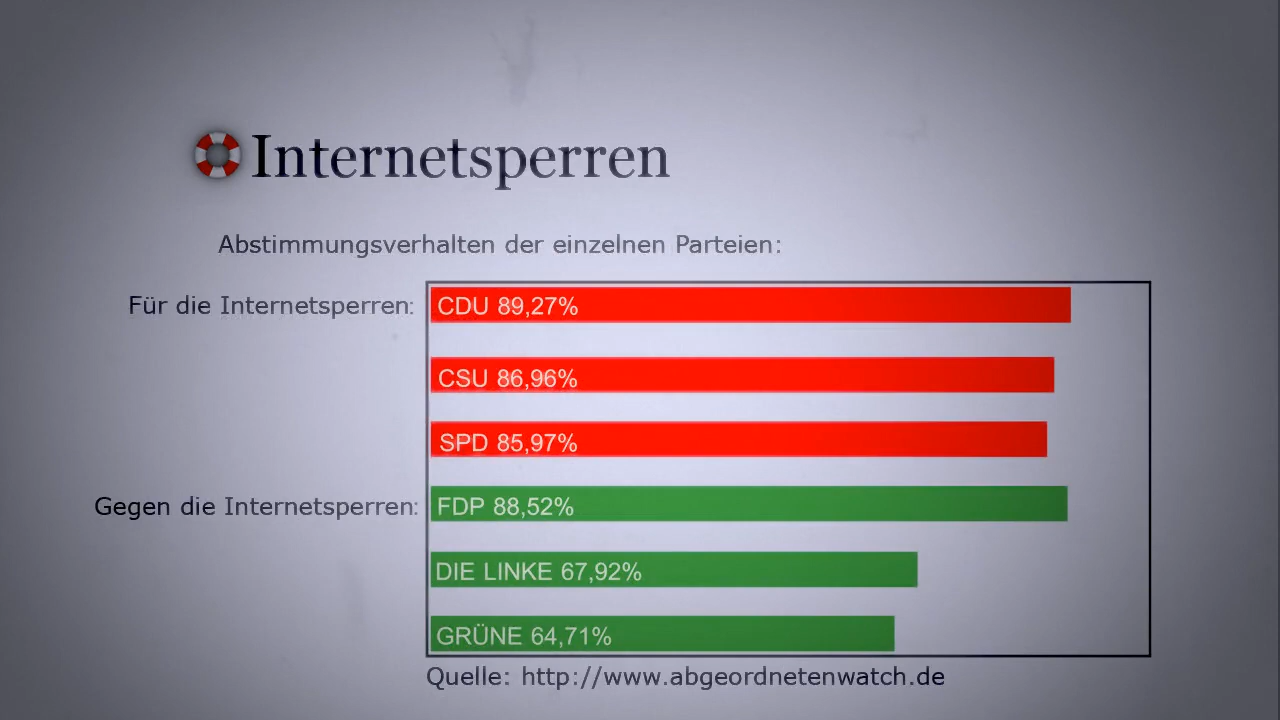 Internetsperren
Abstimmungsverhalten der einzelnen Parteien:
Für die Internetsperren:
CDU 89,27%
CSU 86,96%
SPD 85,97%
Gegen die Internetsperren:
FDP 88,52%
DIE LINKE 67,92%
GRÜNE 64,71%
Quelle: http://www.abgeordnetenwatch.de